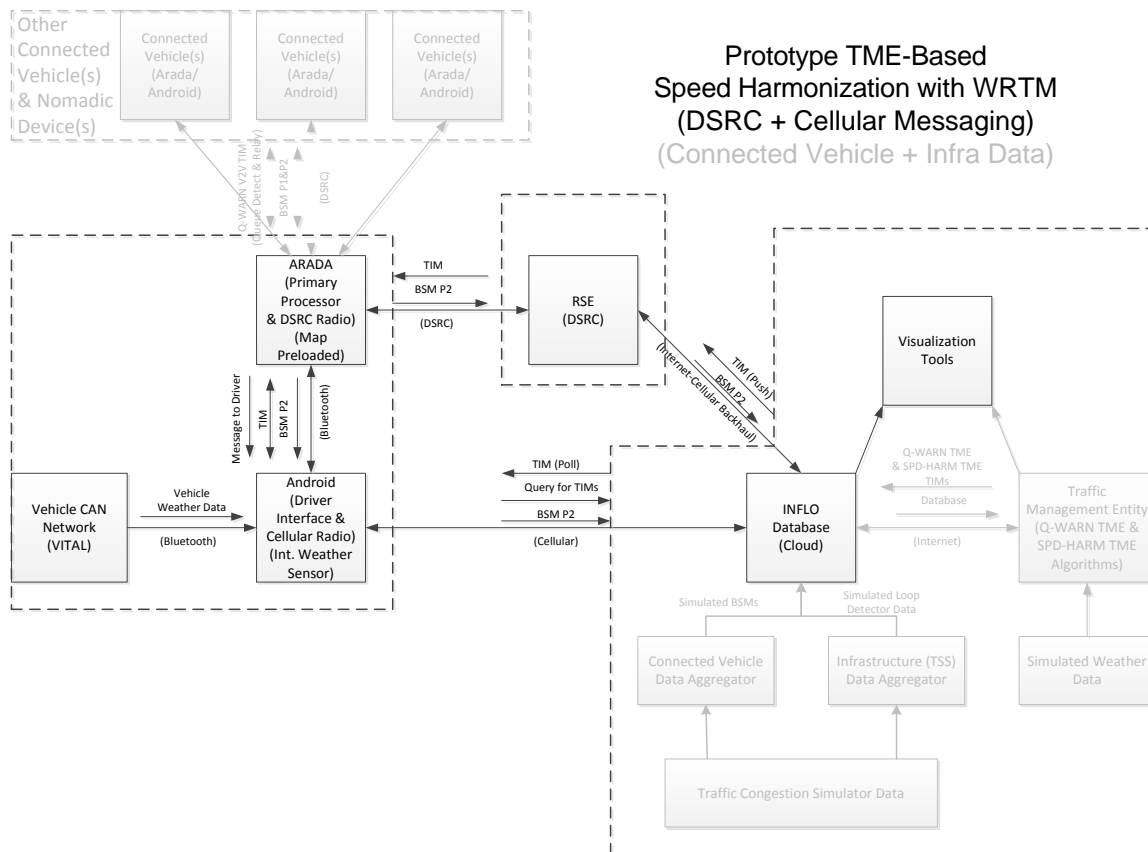 Other
Connected
Vehicle(s)
& Nomadic
Device(s)
Connected
Vehicle(s)
(Arada/
Android)
Connected
Vehicle(s)
(Arada/
Android)
Connected
Vehicle(s)
(Arada/
Android)
Prototype TME-Based
Speed Harmonization with WRTM
(DSRC + Cellular Messaging)
(Connected Vehicle + Infra Data)
Q-WARN V2V TIM
(Queue Detect & Relay)
BSM P1&P2
(DSRC)
ARADA
(Primary
Processor
& DSRC Radio)
(Map
Preloaded)
TIM
BSM P2
(DSRC)
RSE
(DSRC)
TIM (Push)
BSM P2
(Internet-Cellular Backhaul)
Visualization
Tools
Message to Driver
TIM
BSM P2
(Bluetooth)
Vehicle CAN
Network
(VITAL)
Vehicle
Weather Data
(Bluetooth)
Android
(Driver
Interface &
Cellular Radio)
(Int. Weather
Sensor)
TIM (Poll)
Query for TIMs
BSM P2
(Cellular)
INFLO
Database
(Cloud)
Q-WARN TME
& SPD-HARM TME
TIMs
Database
(Internet)
Traffic
Management
Entity
(Q-WARN TME &
SPD-HARM TME
Algorithms)
Simulated BSMs
Simulated Loop
Detector Data
Connected Vehicle
Data Aggregator
Infrastructure (TSS)
Data Aggregator
Simulated Weather
Data
Traffic Congestion Simulator Data